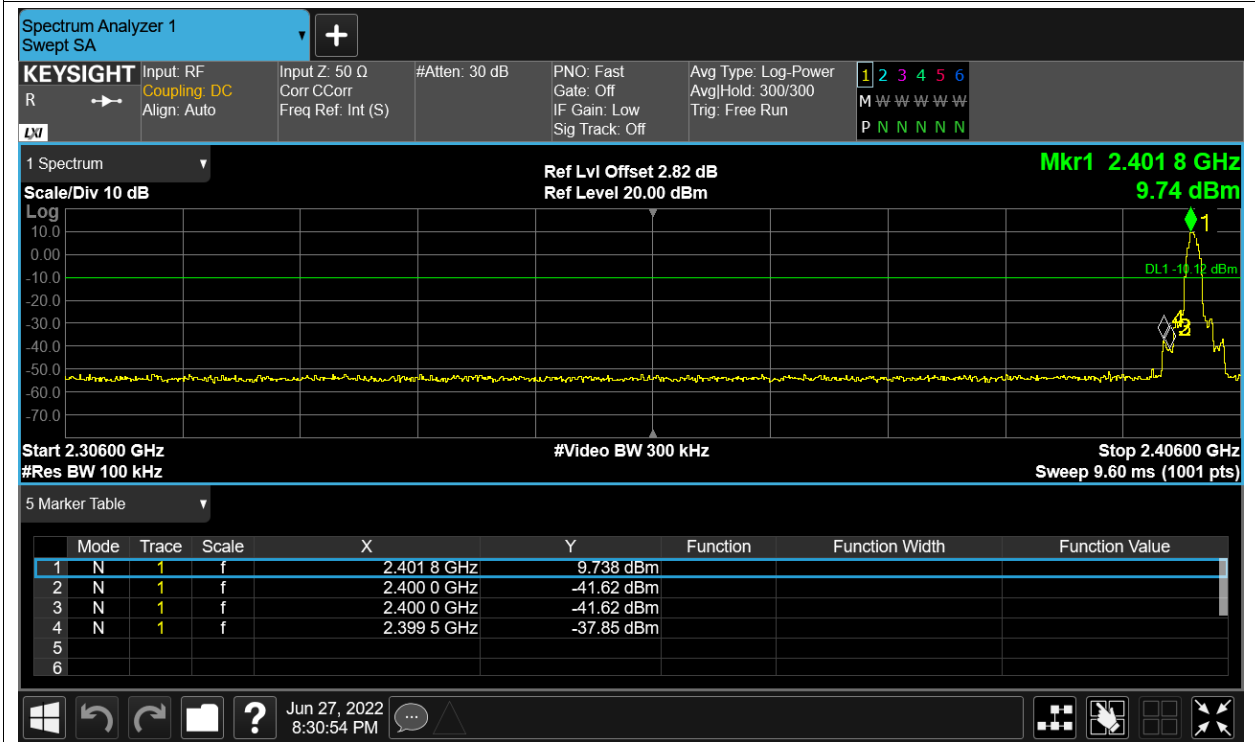 Spectrum Analyzer 1
Swept SA
KEYSIGHT
R
LXI
Input: RF
Coupling: DC
Align: Auto
Input Z: 50 Ω
Corr CCorr
Freq Ref: Int (S)
#Atten: 30 dB
PNO: Fast
Gate: Off
IF Gain: Low
Sig Track: Off
Avg Type: Log-Power
Avg|Hold: 300/300
Trig: Free Run
1 2 3 4 5 6
M W W W W W
P N N N N N
1 Spectrum
Scale/Div 10 dB
Ref Lvl Offset 2.82 dB
Ref Level 20.00 dBm
Mkr1 2.401 8 GHz
9.74 dBm
Log
10.0
0.00
-10.0
-20.0
-30.0
-40.0
-50.0
-60.0
-70.0
1
DL1 -10.12 dBm
4
Start 2.30600 GHz
#Video BW 300 kHz
Stop 2.40600 GHz
#Res BW 100 kHz
Sweep 9.60 ms (1001 pts)
5 Marker Table
Mode Trace Scale X Y Function Function Width Function Value
1 N 1 f 2.401 8 GHz 9.738 dBm
2 N 1 f 2.400 0 GHz -41.62 dBm
3 N 1 f 2.400 0 GHz -41.62 dBm
4 N 1 f 2.399 5 GHz -37.85 dBm
5
6
?
Jun 27, 2022
8:30:54 PM